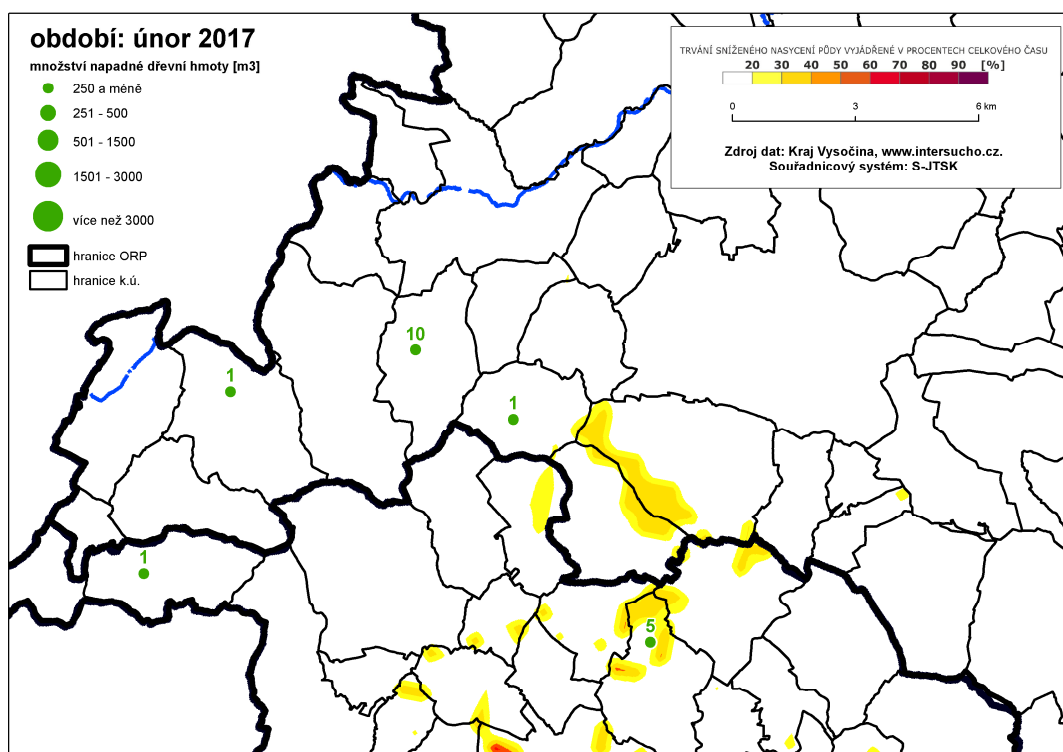 období: únor 2017
množství napadné dřevní hmoty [m3]
250 a méně
251 - 500
501 - 1500
1501 - 3000
více než 3000
hranice ORP
hranice k.ú.
TRVÁNÍ SNÍŽENÉHO NASYCENÍ PŮDY VYJÁDŘENÉ V PROCENTECH CELKOVÉHO ČASU
20 30 40 50 60 70 80 90 [%]
0 3 6 km
Zdroj dat: Kraj Vysočina, www.intersucho.cz.
Souřadnicový systém: S-JTSK
10
1
1
1
5